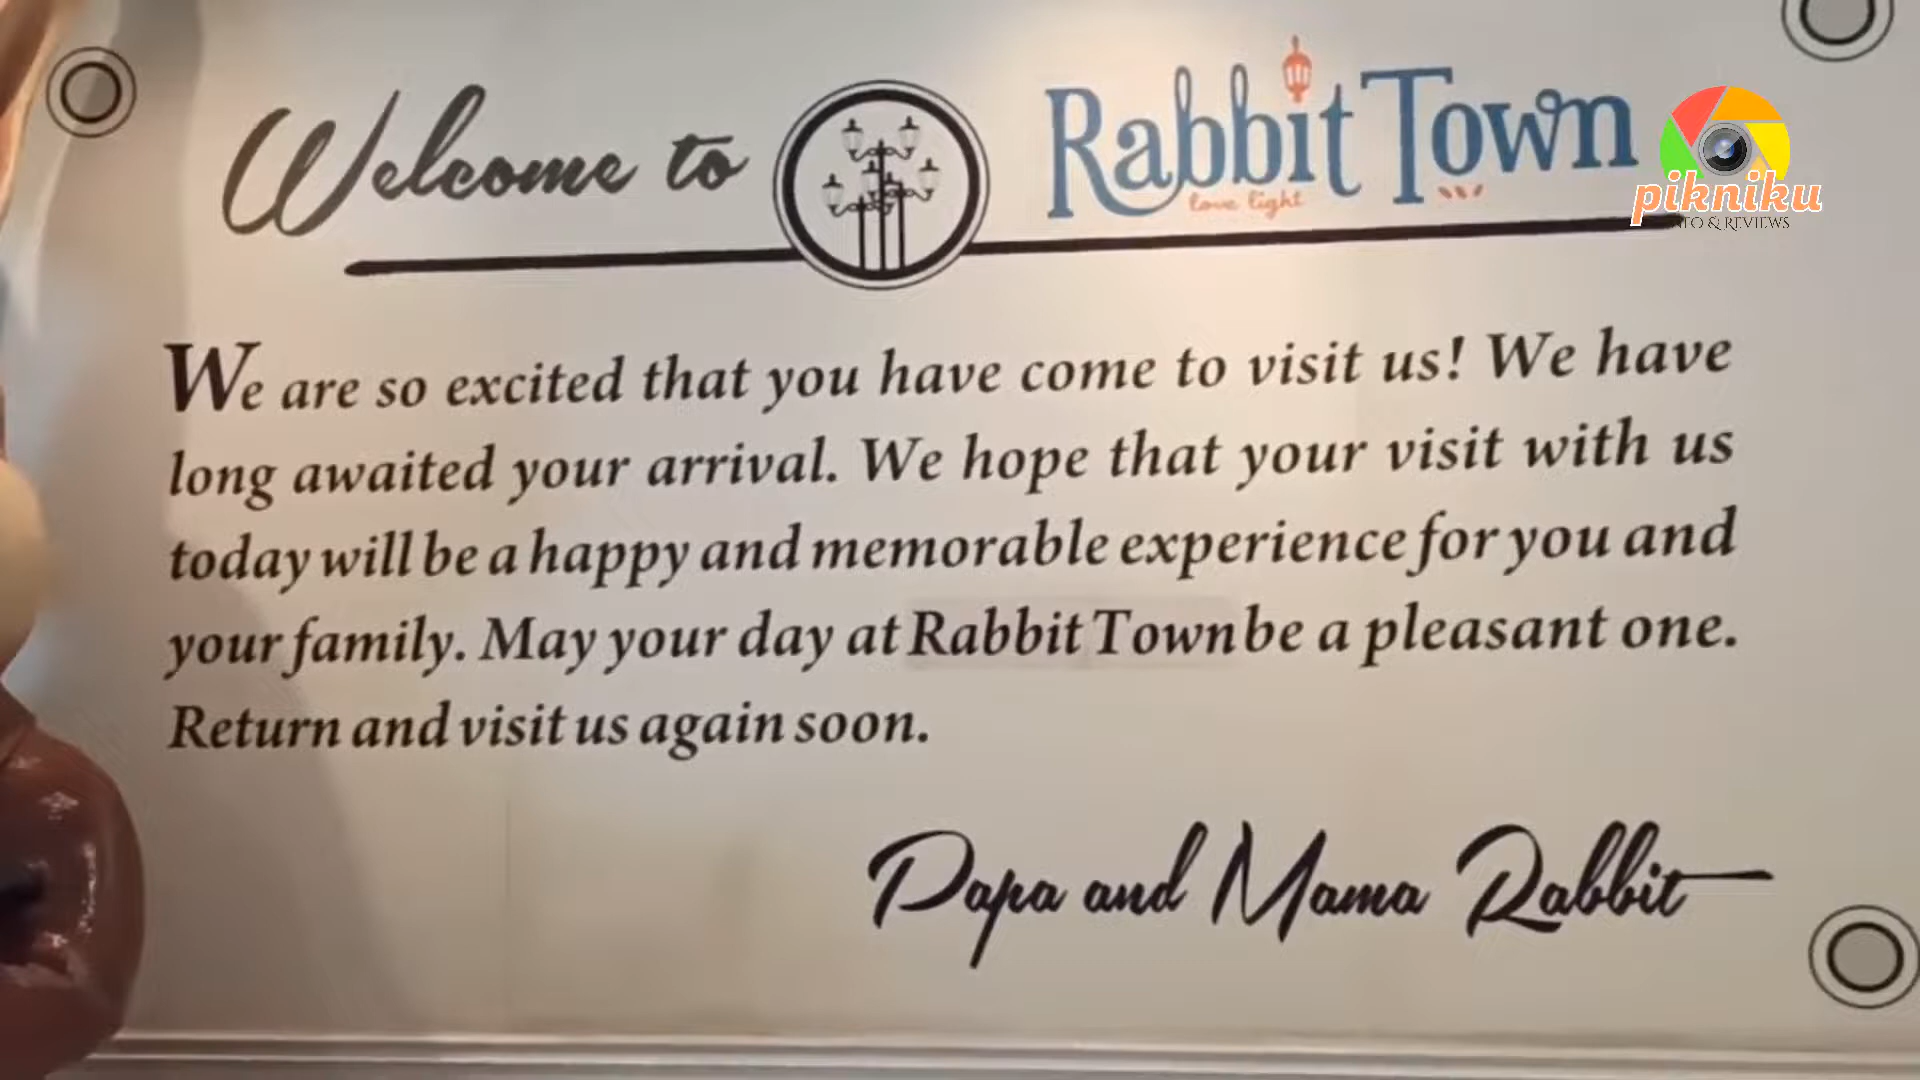 Welcome to Rabbit Town
love light
pikniku
INFO & REVIEWS
We are so excited that you have come to visit us! We have
long awaited your arrival. We hope that your visit with us
today will be a happy and memorable experience for you and
your family. May your day at Rabbit Town be a pleasant one.
Return and visit us again soon.
Papa and Mama Rabbit